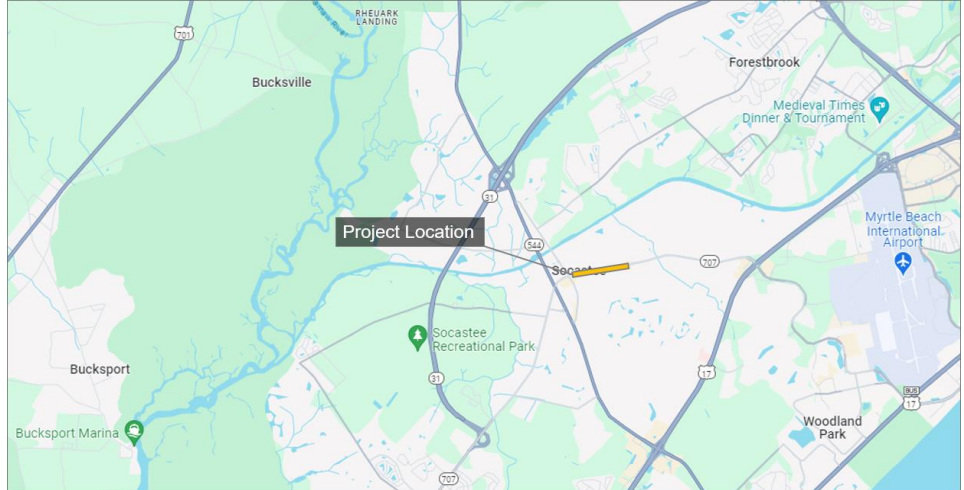 RHEUARK
LANDING
701
Bucksville
Forestbrook
Medieval Times
Dinner & Tournament
31
Project Location
Myrtle Beach
International
Airport
544
707
Socastee
Socastee
Recreational Park
Bucksport
31
17
BUS
17
Bucksport Marina
Woodland
Park
707